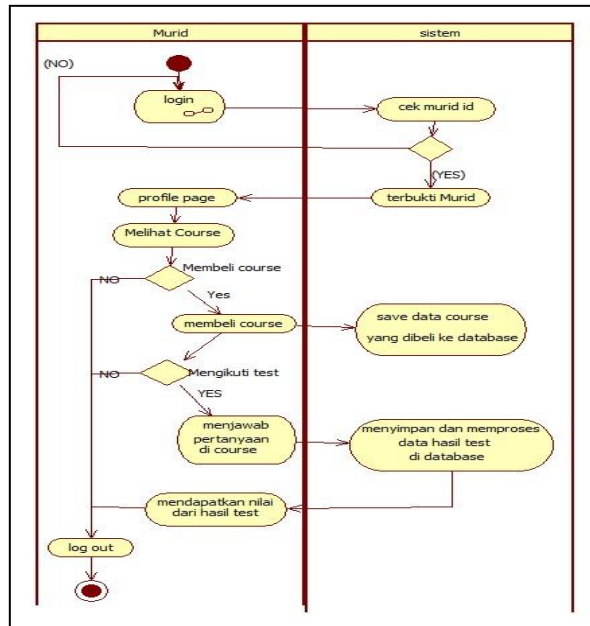 Murid
sistem
(NO)
login
cek murid id
(YES)
profile page
terbukti Murid
Melihat Course
Membeli course
NO
Yes
membeli course
save data course
yang dibeli ke database
NO
Mengikuti test
YES
menjawab
pertanyaan
di course
menyimpan dan memproses
data hasil test
di database
mendapatkan nilai
dari hasil test
log out